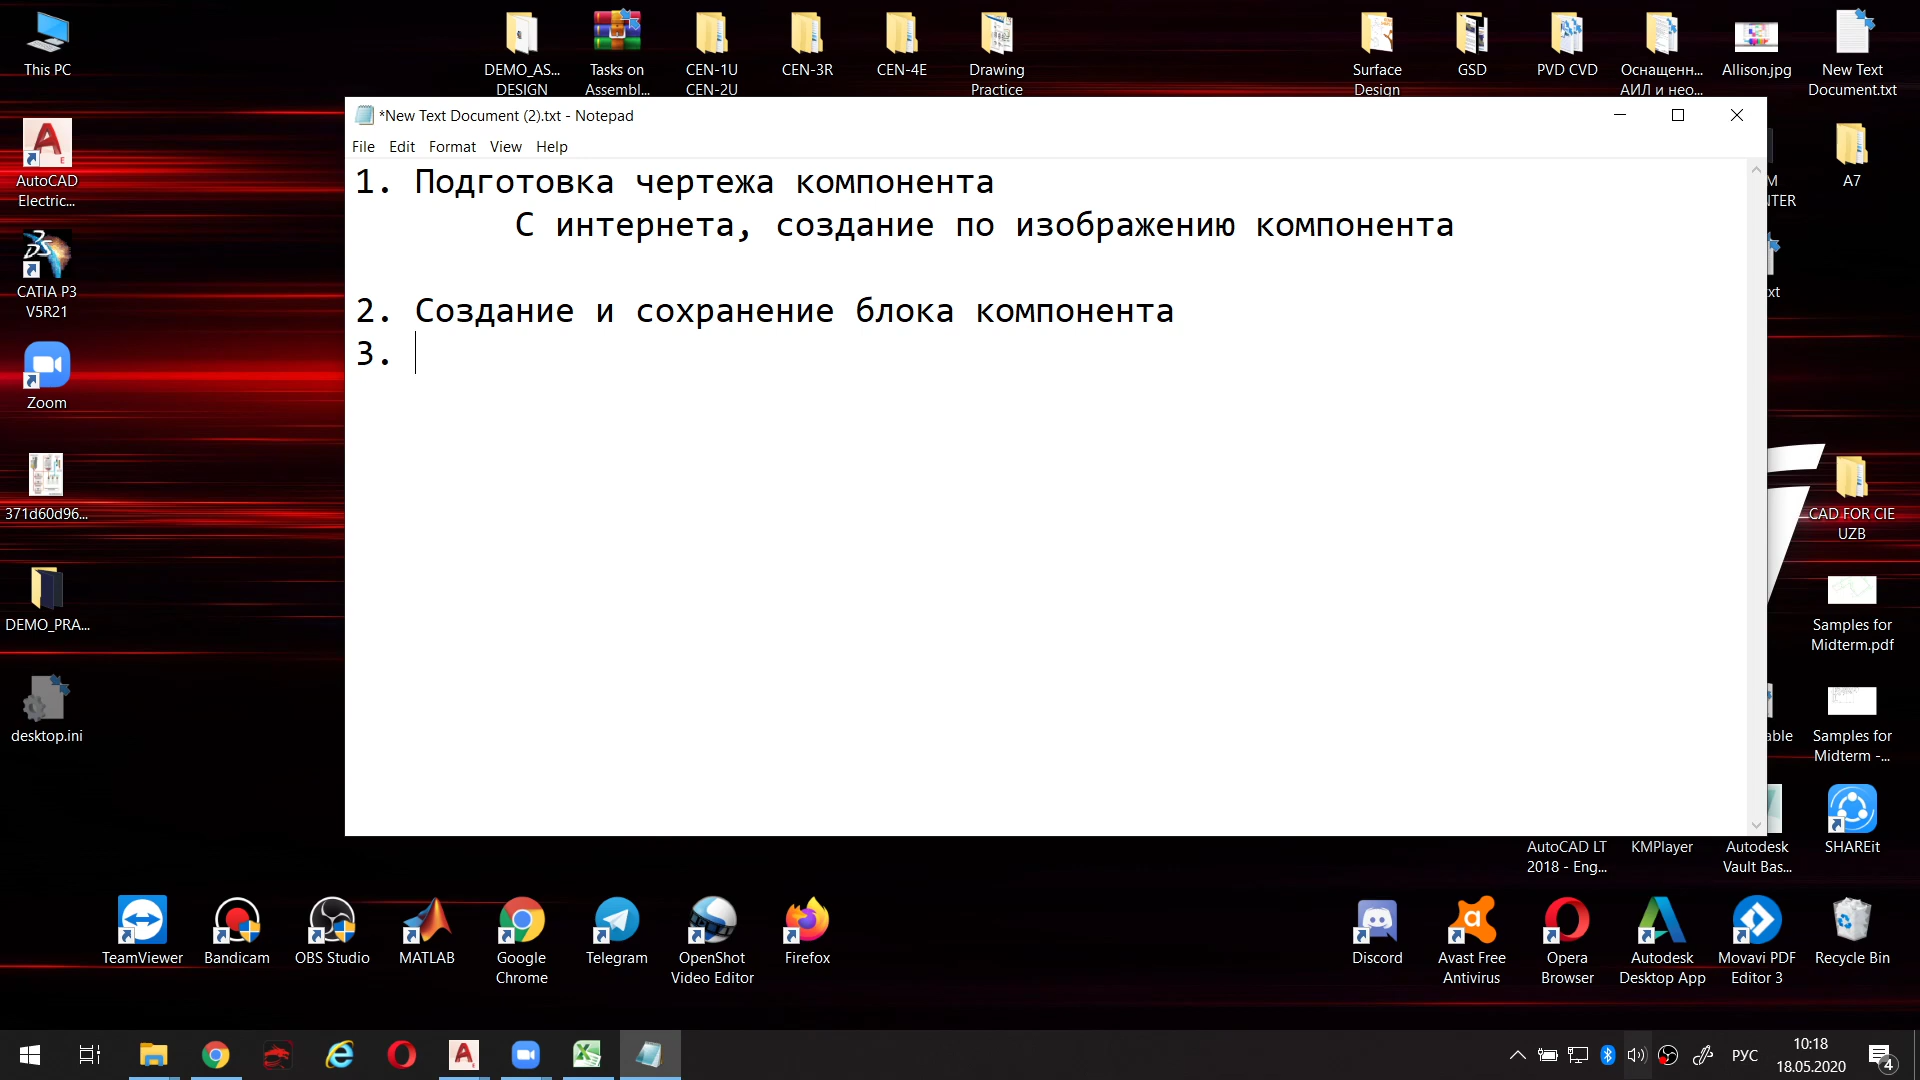 This PC
DEMO_AS...
DESIGN
Tasks on
Assembl...
CEN-1U
CEN-2U
CEN-3R
CEN-4E
Drawing
Practice
Surface
Design
GSD
PVD CVD
Оснащенн...
АИЛ и нео...
Allison.jpg
New Text
Document.txt
*New Text Document (2).txt - Notepad
File Edit Format View Help
1. Подготовка чертежа компонента
С интернета, создание по изображению компонента
2. Создание и сохранение блока компонента
3.
AutoCAD
Electric...
CATIA P3
V5R21
Zoom
371d60d96...
DEMO_PRA...
desktop.ini
A7
CAD FOR CIE
UZB
Samples for
Midterm.pdf
Samples for
Midterm -...
SHAREit
AutoCAD LT
2018 - Eng...
KMPlayer
Autodesk
Vault Bas...
TeamViewer
Bandicam
OBS Studio
MATLAB
Google
Chrome
Telegram
OpenShot
Video Editor
Firefox
Discord
Avast Free
Antivirus
Opera
Browser
Autodesk
Desktop App
Movavi PDF
Editor 3
Recycle Bin
РУС
10:18
18.05.2020
4